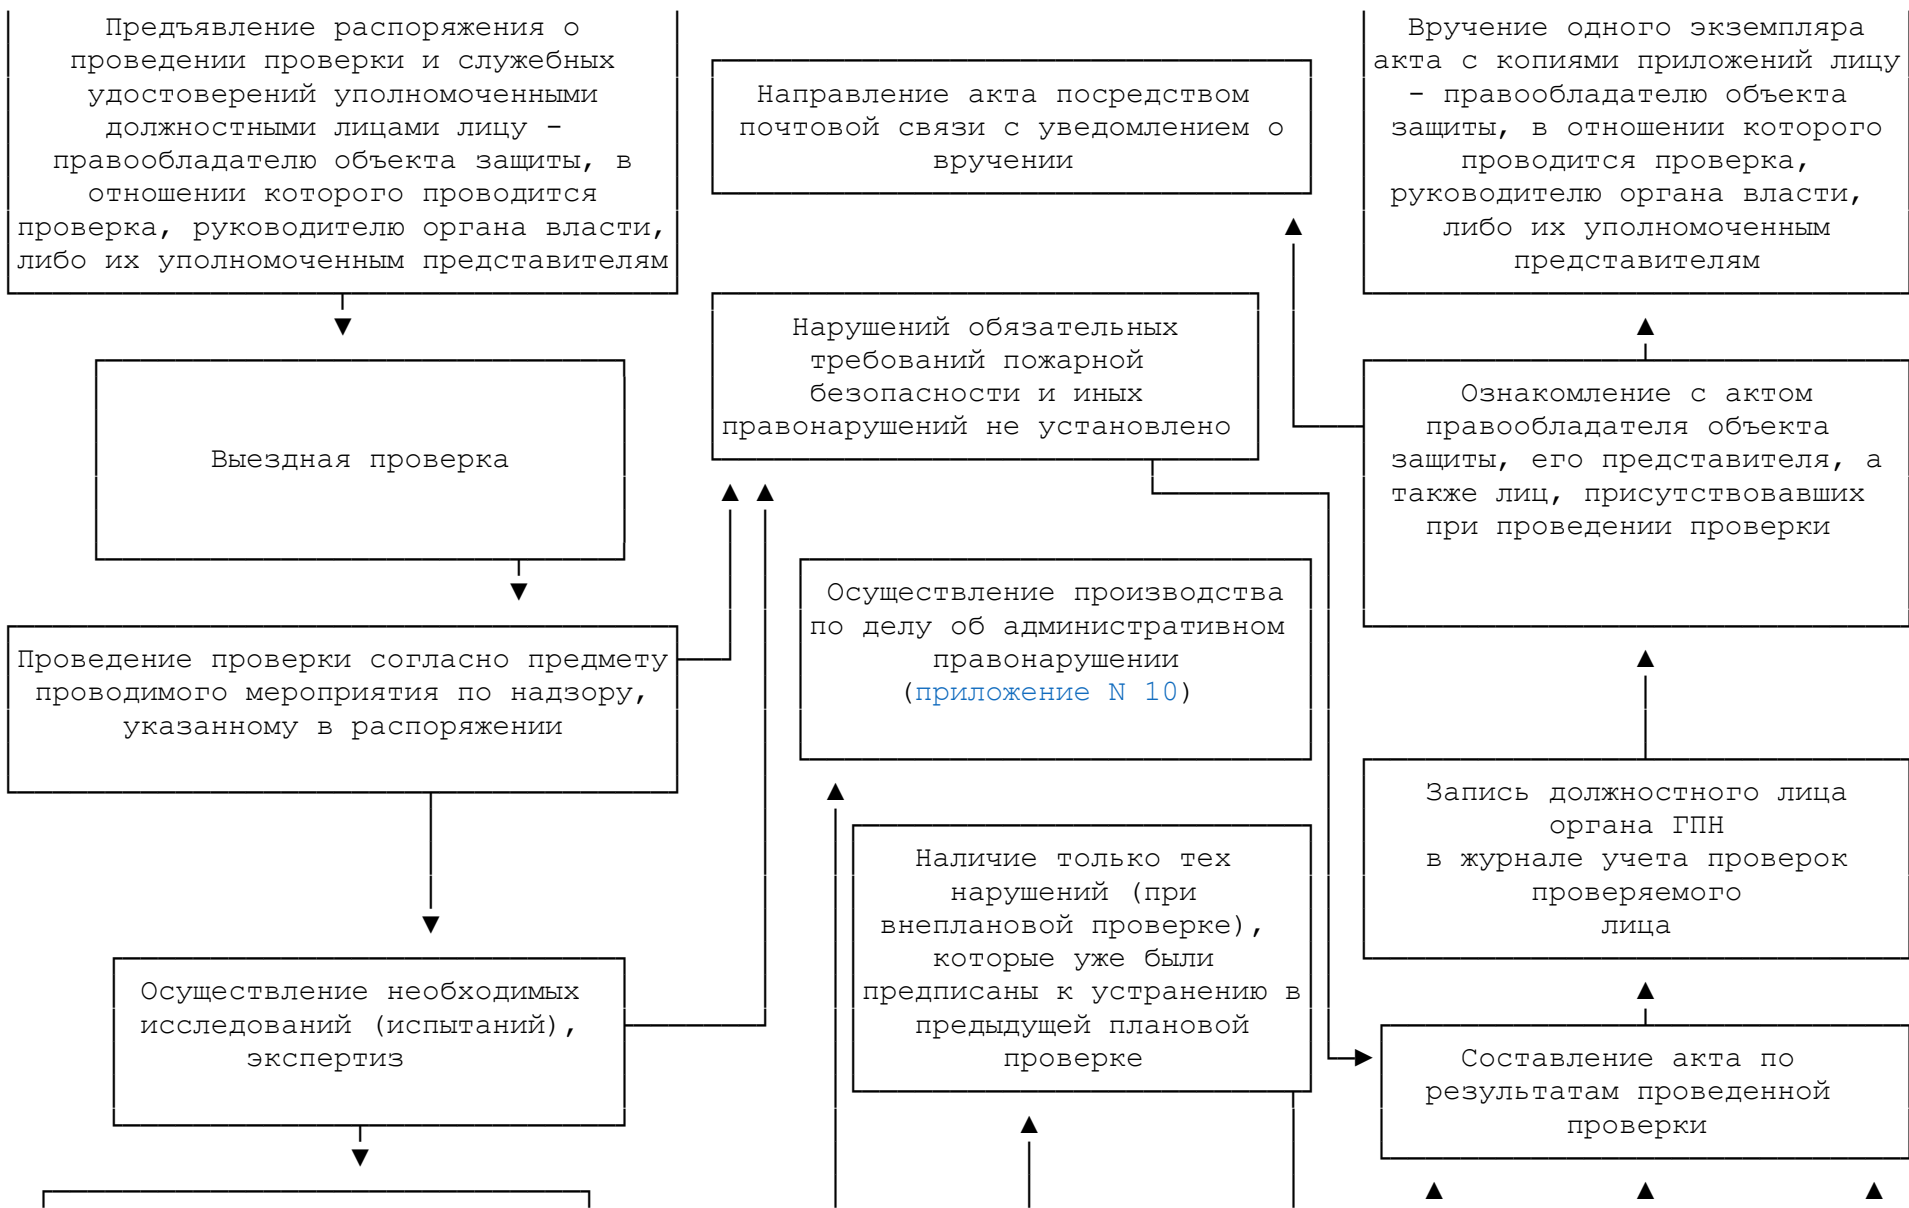 Предъявление распоряжения о
проведении проверки и служебных
удостоверений уполномоченными
должностными лицами лицу -
правообладателю объекта защиты, в
отношении которого проводится
проверка, руководителю органа власти,
либо их уполномоченным представителям
Направление акта посредством
почтовой связи с уведомлением о
вручении
Вручение одного экземпляра
акта с копиями приложений лицу
- правообладателю объекта
защиты, в отношении которого
проводится проверка,
руководителю органа власти,
либо их уполномоченным
представителям
Выездная проверка
Нарушений обязательных
требований пожарной
безопасности и иных
правонарушений не установлено
Ознакомление с актом
правообладателя объекта
защиты, его представителя, а
также лиц, присутствовавших
при проведении проверки
Проведение проверки согласно предмету
проводимого мероприятия по надзору,
указанному в распоряжении
Осуществление производства
по делу об административном
правонарушении
(приложение N 10)
Запись должностного лица
органа ГПН
в журнале учета проверок
проверяемого
лица
Наличие только тех
нарушений (при
внеплановой проверке),
которые уже были
предписаны к устранению в
предыдущей плановой
проверке
Осуществление необходимых
исследований (испытаний),
экспертиз
Составление акта по
результатам проведенной
проверки